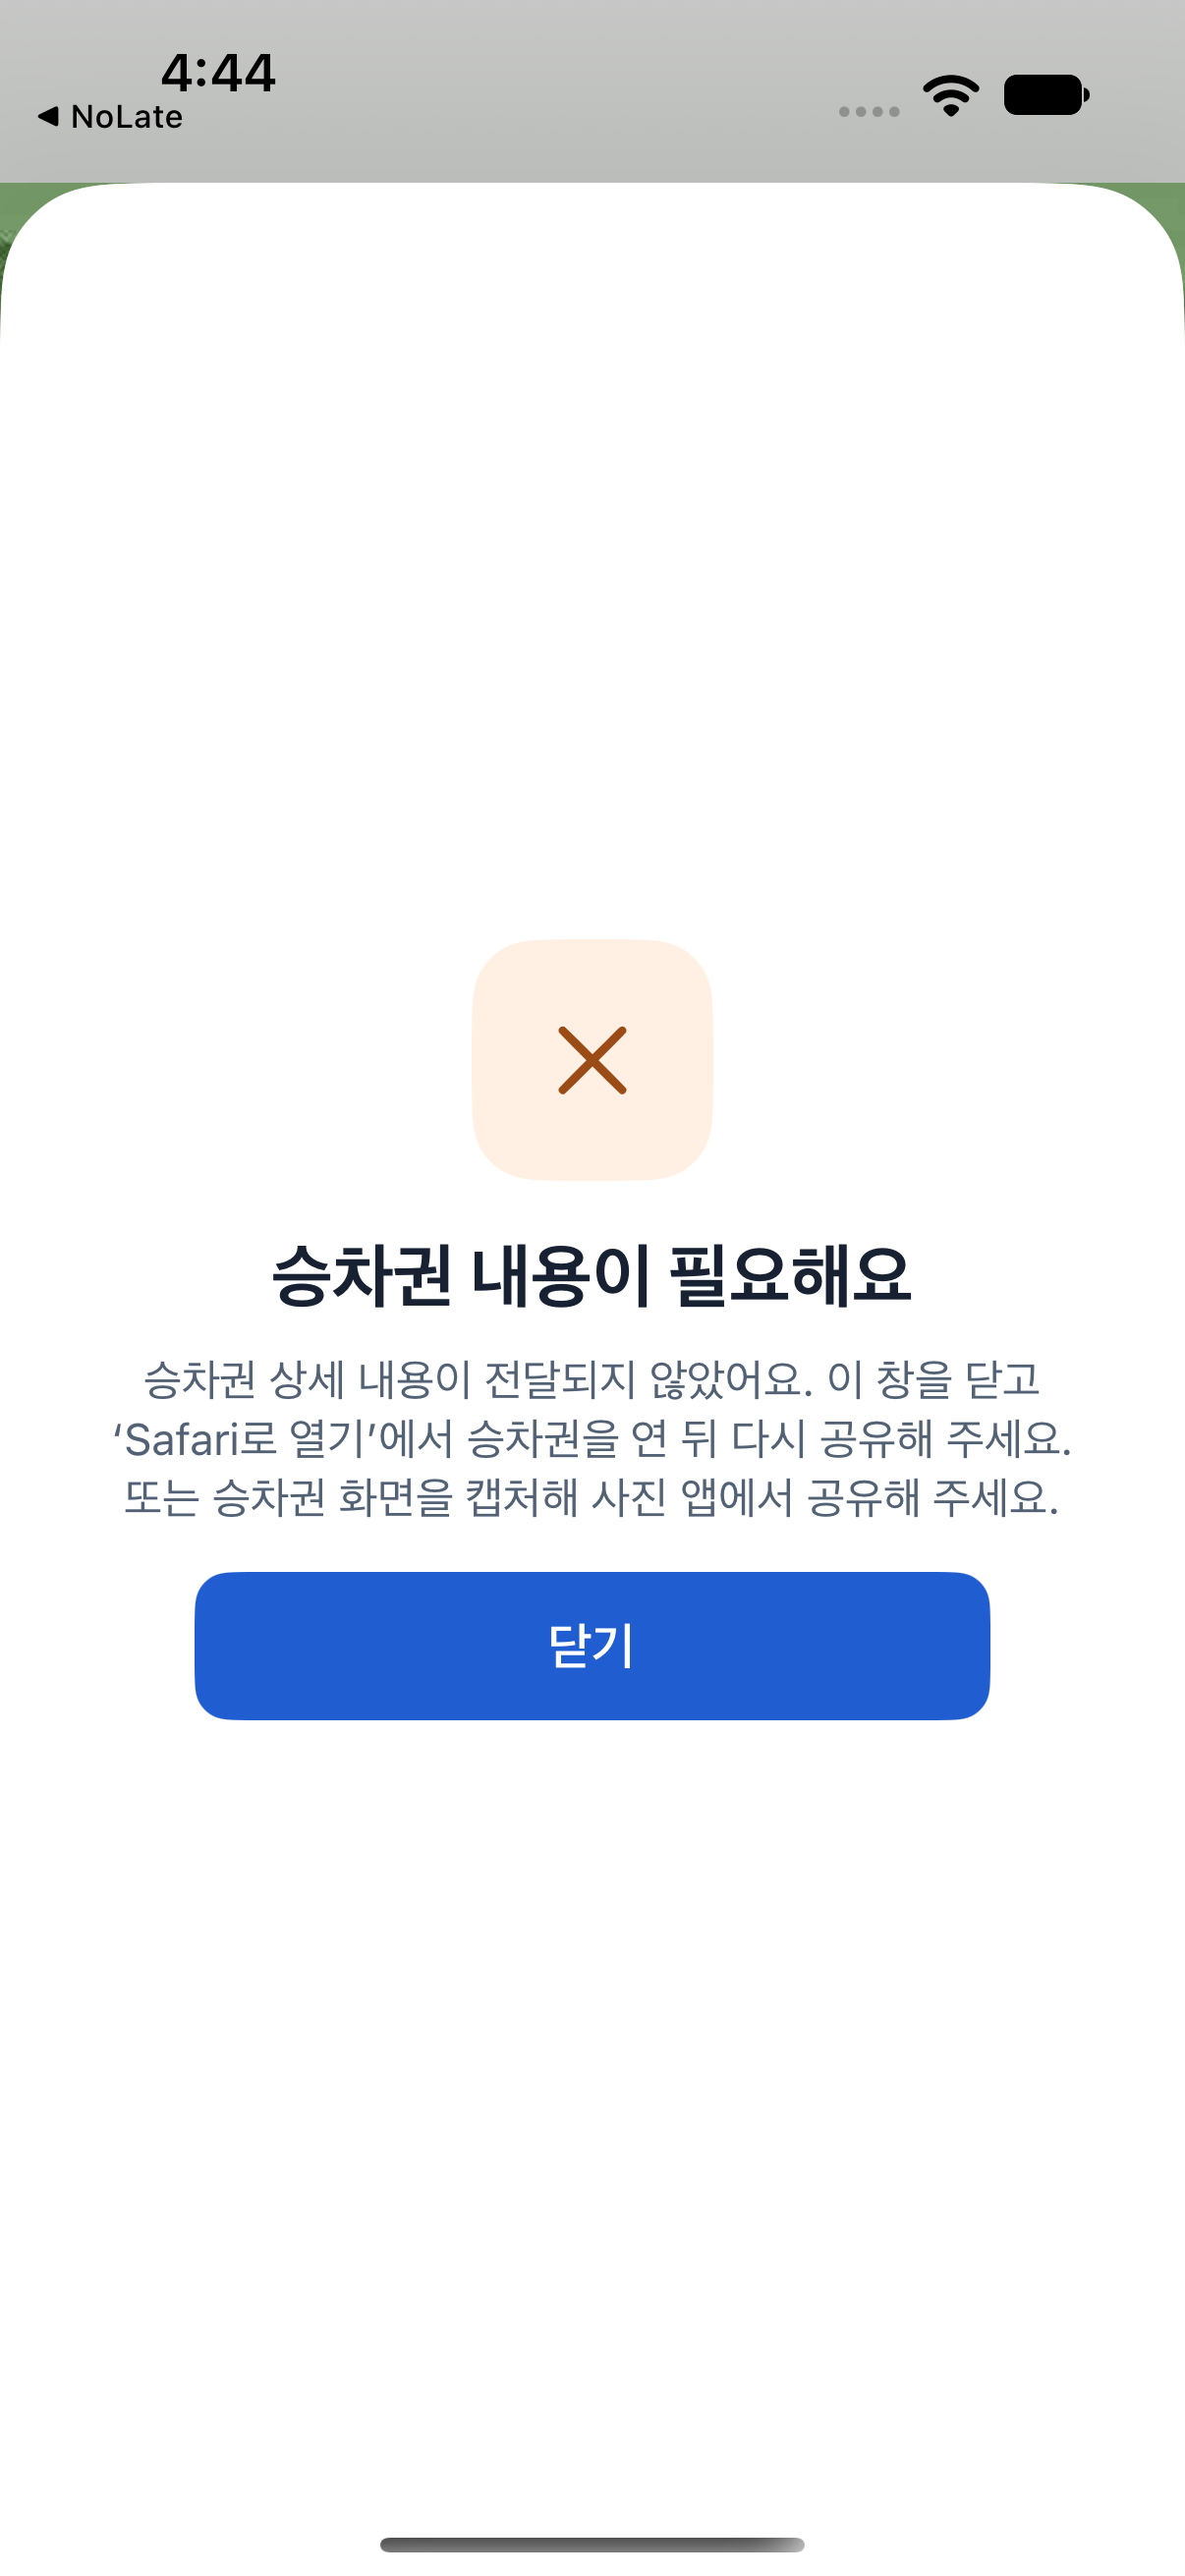 4:44
◀ NoLate
승차권 내용이 필요해요
승차권 상세 내용이 전달되지 않았어요. 이 창을 닫고
‘Safari로 열기’에서 승차권을 연 뒤 다시 공유해 주세요.
또는 승차권 화면을 캡처해 사진 앱에서 공유해 주세요.
닫기